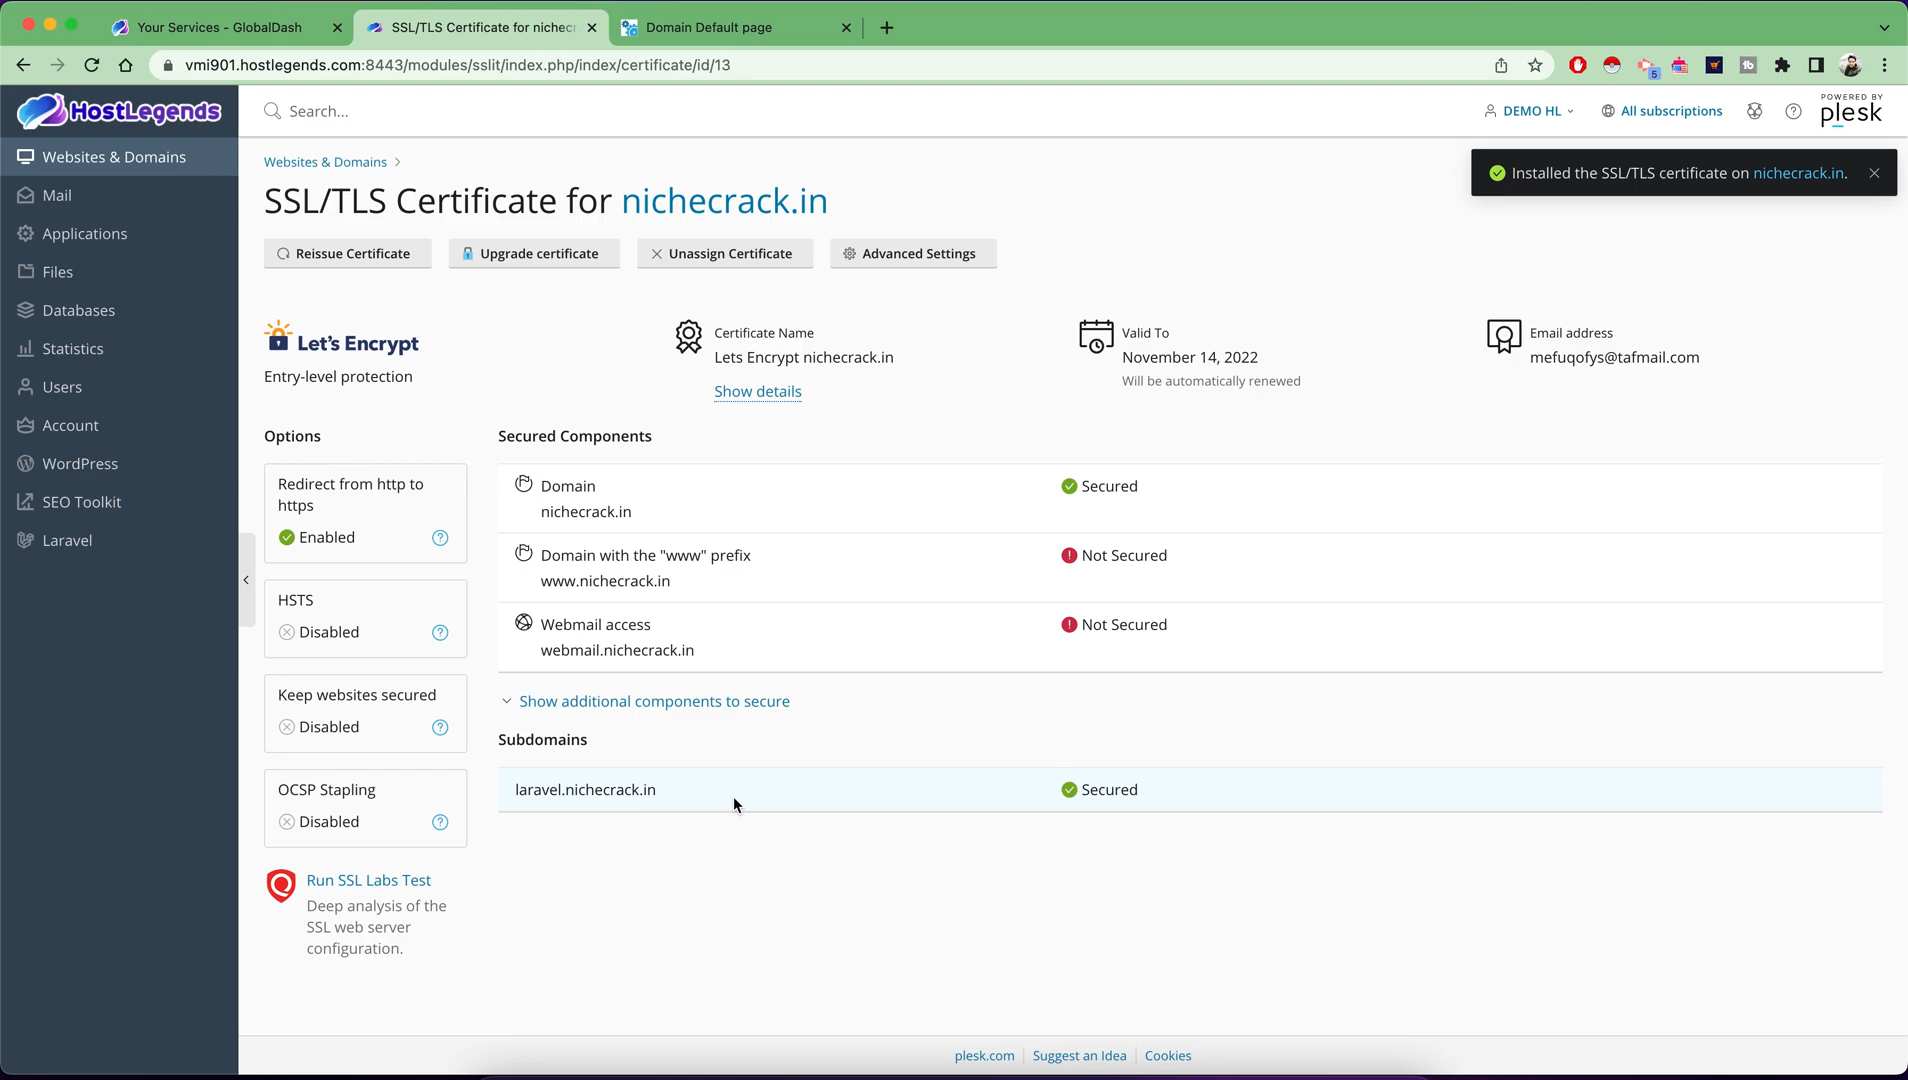 Your Services - GlobalDash
SSL/TLS Certificate for nichecr
Domain Default page
vmi901.hostlegends.com:8443/modules/sslit/index.php/index/certificate/id/13
5
HostLegends
Search...
DEMO HL
All subscriptions
POWERED BY
plesk
Websites & Domains
Mail
Applications
Files
Databases
Statistics
Users
Account
WordPress
SEO Toolkit
Laravel
Websites & Domains
Installed the SSL/TLS certificate on nichecrack.in.
SSL/TLS Certificate for nichecrack.in
Reissue Certificate
Upgrade certificate
Unassign Certificate
Advanced Settings
Let's Encrypt
Entry-level protection
Certificate Name
Lets Encrypt nichecrack.in
Show details
Valid To
November 14, 2022
Will be automatically renewed
Email address
mefuqofys@tafmail.com
Options
Redirect from http to
https
Enabled
HSTS
Disabled
Keep websites secured
Disabled
OCSP Stapling
Disabled
Run SSL Labs Test
Deep analysis of the
SSL web server
configuration.
Secured Components
Domain
nichecrack.in
Secured
Domain with the "www" prefix
www.nichecrack.in
Not Secured
Webmail access
webmail.nichecrack.in
Not Secured
Show additional components to secure
Subdomains
laravel.nichecrack.in
Secured
plesk.com
Suggest an Idea
Cookies